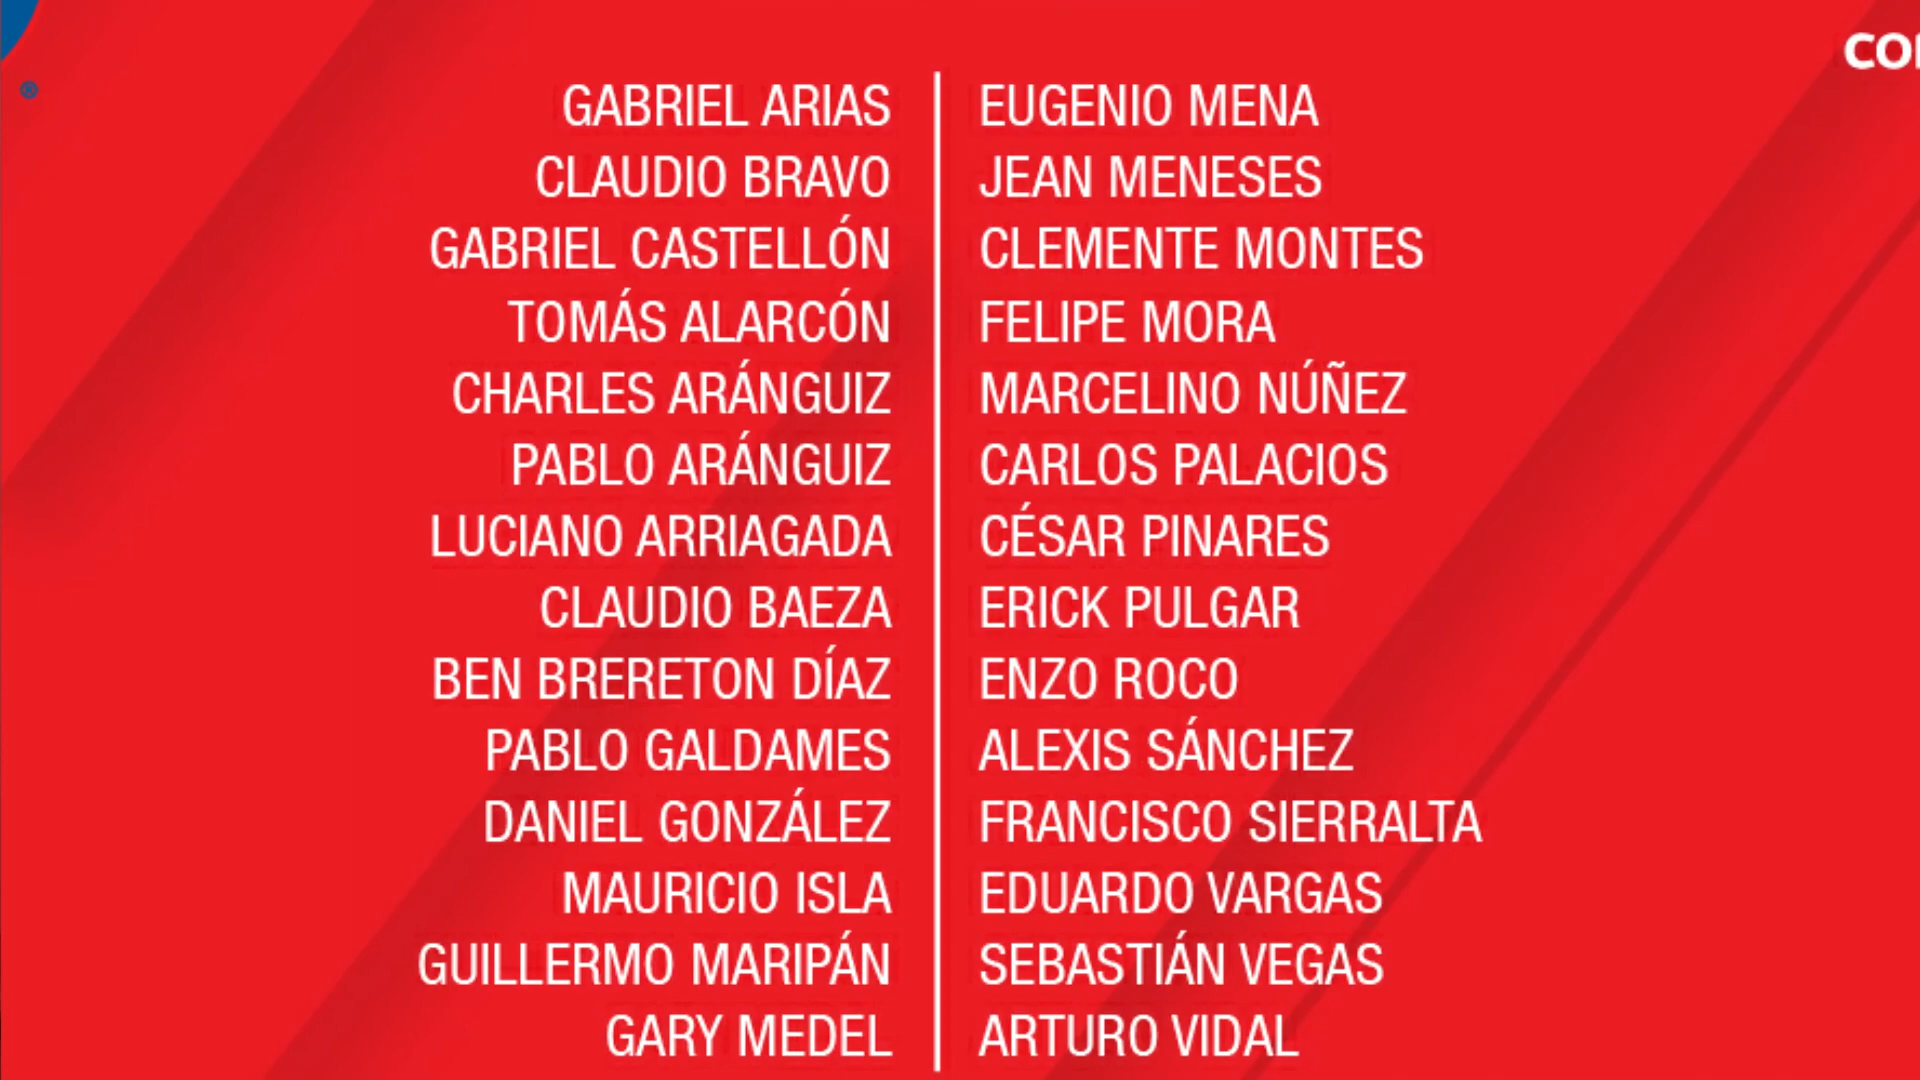 GABRIEL ARIAS
CLAUDIO BRAVO
GABRIEL CASTELLÓN
TOMÁS ALARCÓN
CHARLES ARÁNGUIZ
PABLO ARÁNGUIZ
LUCIANO ARRIAGADA
CLAUDIO BAEZA
BEN BRERETON DÍAZ
PABLO GALDAMES
DANIEL GONZÁLEZ
MAURICIO ISLA
GUILLERMO MARIPÁN
GARY MEDEL
EUGENIO MENA
JEAN MENESES
CLEMENTE MONTES
FELIPE MORA
MARCELINO NÚÑEZ
CARLOS PALACIOS
CÉSAR PINARES
ERICK PULGAR
ENZO ROCO
ALEXIS SÁNCHEZ
FRANCISCO SIERRALTA
EDUARDO VARGAS
SEBASTIÁN VEGAS
ARTURO VIDAL
®